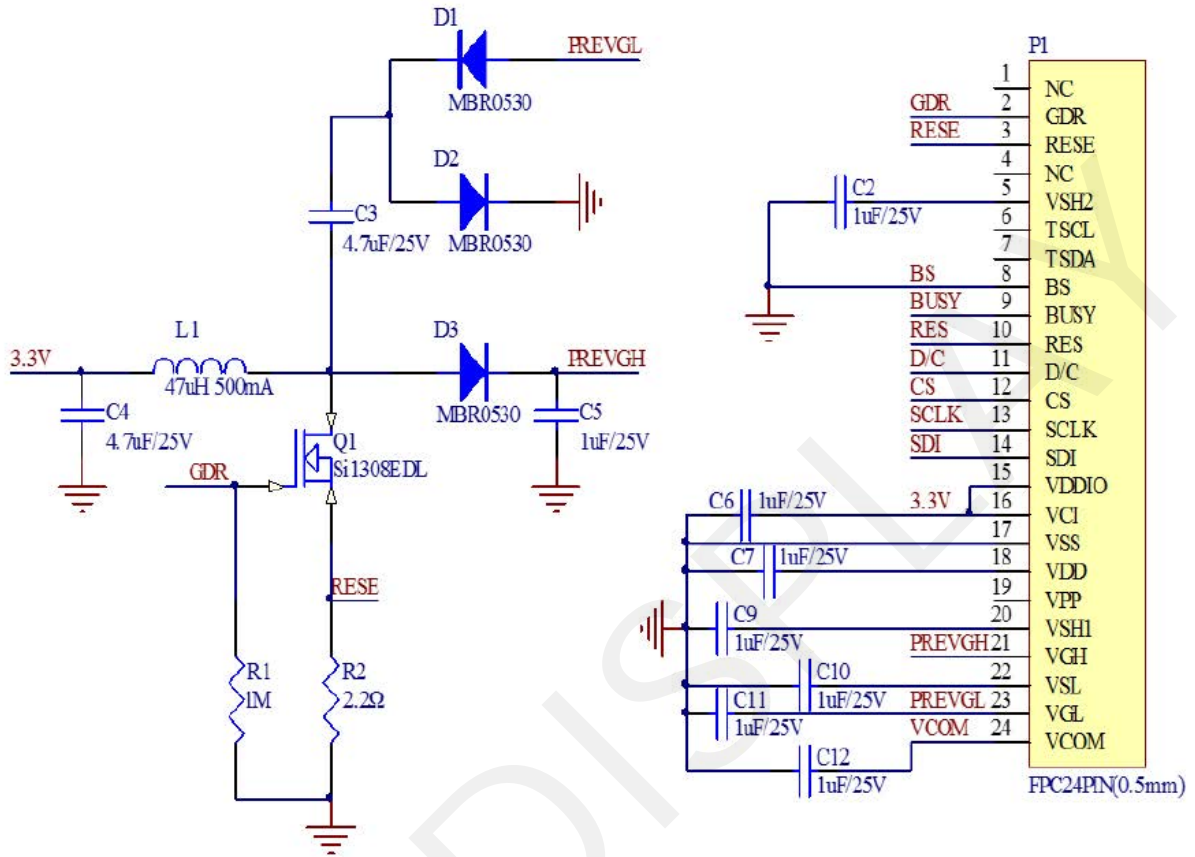 D1
PREVGL
MBR0530
D2
MBR0530
C3
4.7uF/25V
L1
3.3V
47uH 500mA
D3
PREVGH
MBR0530
C4
4.7uF/25V
C5
1uF/25V
Q1
Si1308EDL
GDR
RESE
R1
1M
R2
2.2Ω
P1
1 NC
GDR 2 GDR
RESE 3 RESE
4 NC
C2
1uF/25V
5 VSH2
6 TSCL
7 TSDA
BS 8 BS
BUSY 9 BUSY
RES 10 RES
D/C 11 D/C
CS 12 CS
SCLK 13 SCLK
SDI 14 SDI
15 VDDIO
C6 1uF/25V 3.3V 16 VCI
17 VSS
C7 1uF/25V 18 VDD
19 VPP
C9
1uF/25V
20 VSH1
PREVGH 21 VGH
C10
1uF/25V
22 VSL
C11
1uF/25V
PREVGL 23 VGL
VCOM 24 VCOM
C12
1uF/25V
FPC24PIN(0.5mm)
DISPLAY